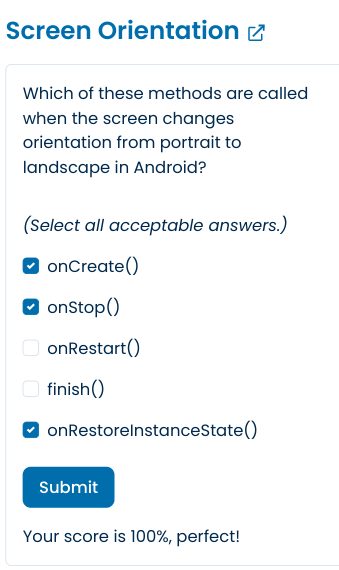 Screen Orientation
Which of these methods are called
when the screen changes
orientation from portrait to
landscape in Android?
(Select all acceptable answers.)
onCreate()
onStop()
onRestart()
finish()
onRestoreInstanceState()
Submit
Your score is 100%, perfect!